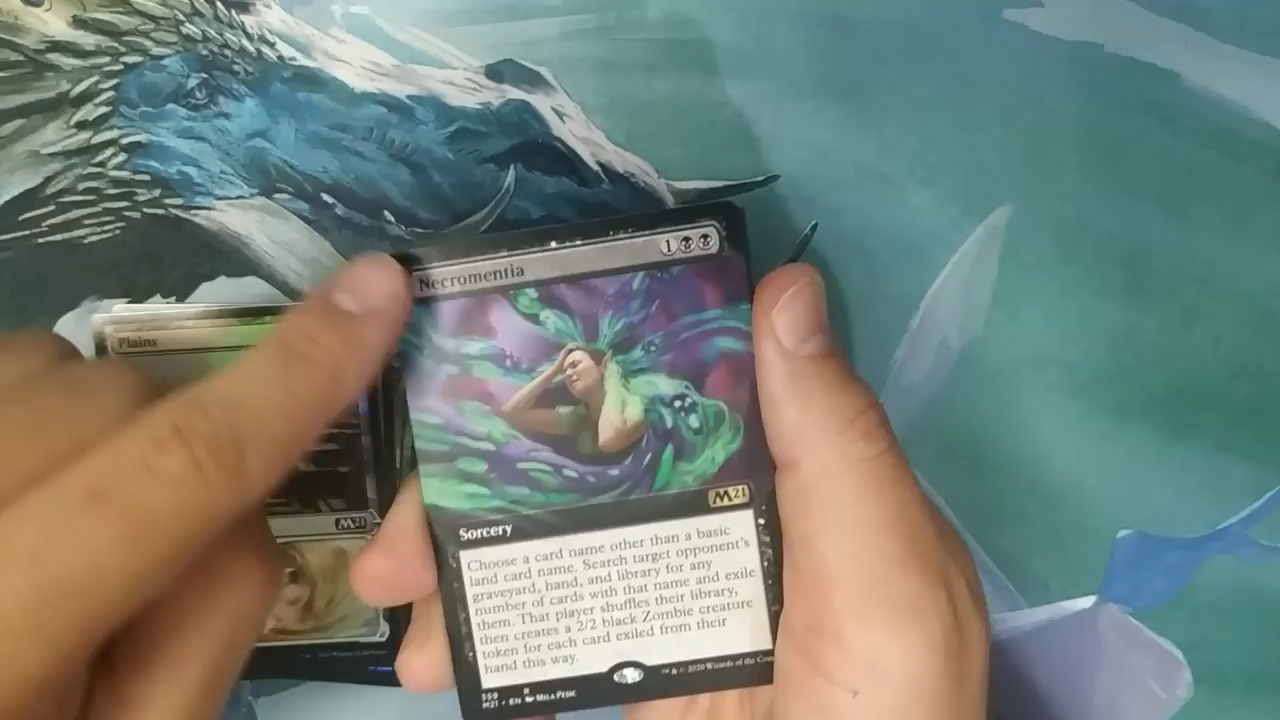 Necromentia
1
M21
Sorcery
Choose a card name other than a basic
land card name. Search target opponent's
graveyard, hand, and library for any
number of cards with that name and exile
them. That player shuffles their library,
then creates a 2/2 black Zombie creature
token for each card exiled from their
hand this way.
359 R
M21 • EN MILA PESIC
™ & © 2020 Wizards of the
Plains
M21